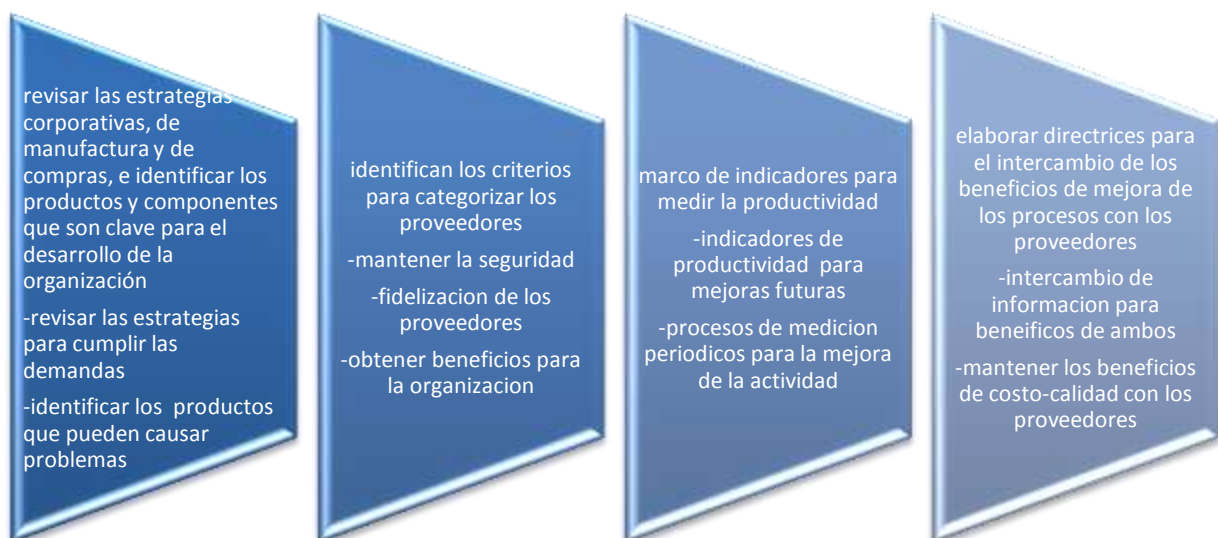 revisar las estrategias
corporativas, de
manufactura y de
compras, e identificar los
productos y componentes
que son clave para el
desarrollo de la
organización
-revisar las estrategias
para cumplir las
demandas
-identificar los productos
que pueden causar
problemas
identifican los criterios
para categorizar los
proveedores
-mantener la seguridad
-fidelizacion de los
proveedores
-obtener beneficios para
la organizacion
marco de indicadores para
medir la productividad
-indicadores de
productividad para
mejoras futuras
-procesos de medicion
periodicos para la mejora
de la actividad
elaborar directrices para
el intercambio de los
beneficios de mejora de
los procesos con los
proveedores
-intercambio de
informacion para
beneificos de ambos
-mantener los beneficios
de costo-calidad con los
proveedores